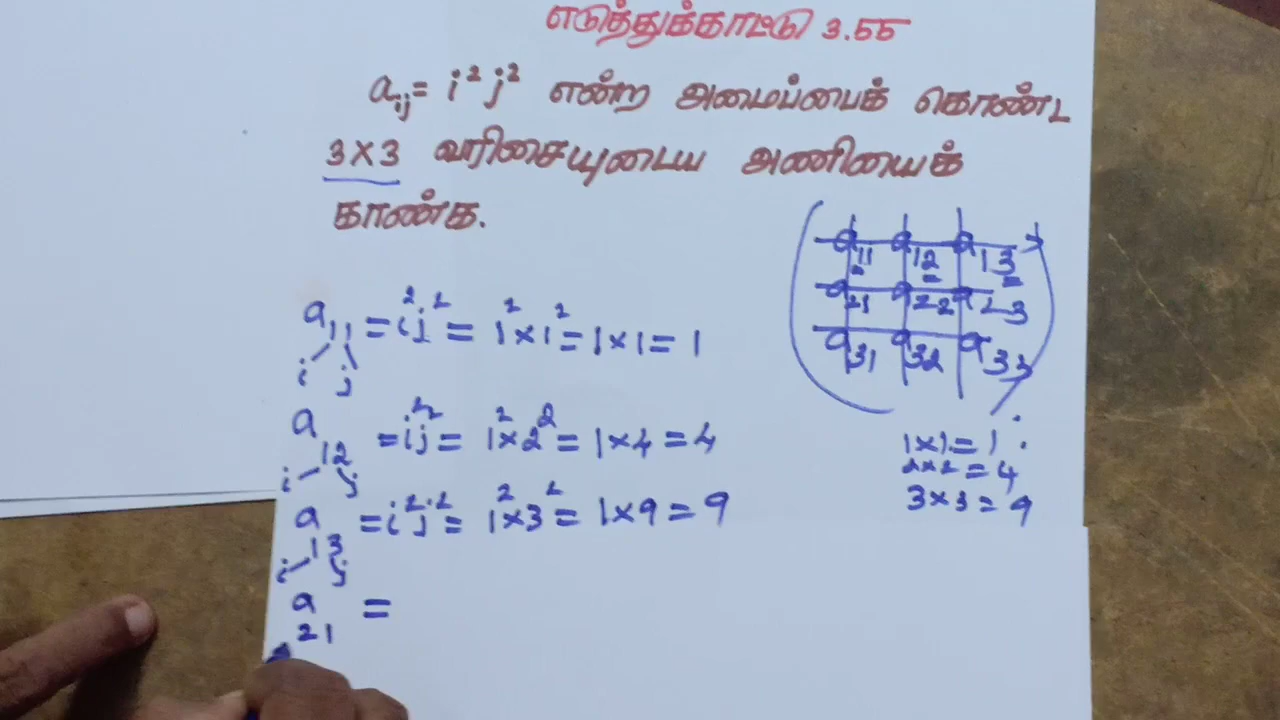 எடுத்துக்காட்டு 3.55
aij = i² j² என்ற அமைப்பைக் கொண்ட
3×3 வரிசையுடைய அணியைக்
காண்க.
a11 a12 a13
a21 a22 a23
a31 a32 a33
a11 = i²j² = 1²×1² = 1×1 = 1
i j
a12 = i²j² = 1²×2² = 1×4 = 4
i j
a13 = i²j² = 1²×3² = 1×9 = 9
i j
a21 =
1×1 = 1
2×2 = 4
3×3 = 9